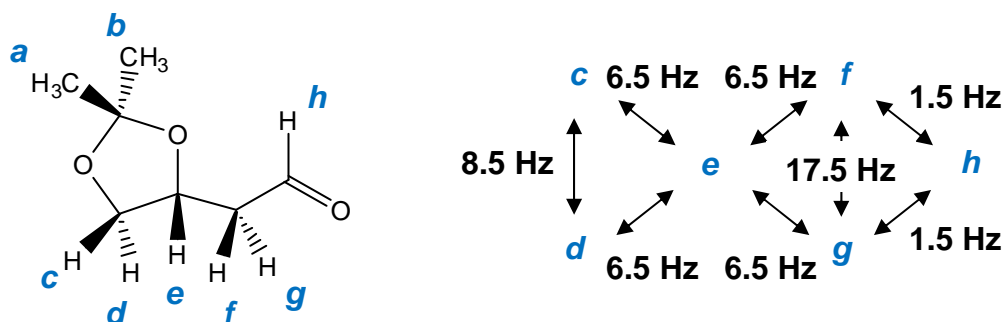 b
a
CH3
H3C
h
H
O
O
O
H
H
H
H
H
c
d
e
f
g
c 6.5 Hz 6.5 Hz f
1.5 Hz
8.5 Hz e 17.5 Hz h
d 6.5 Hz 6.5 Hz g 1.5 Hz